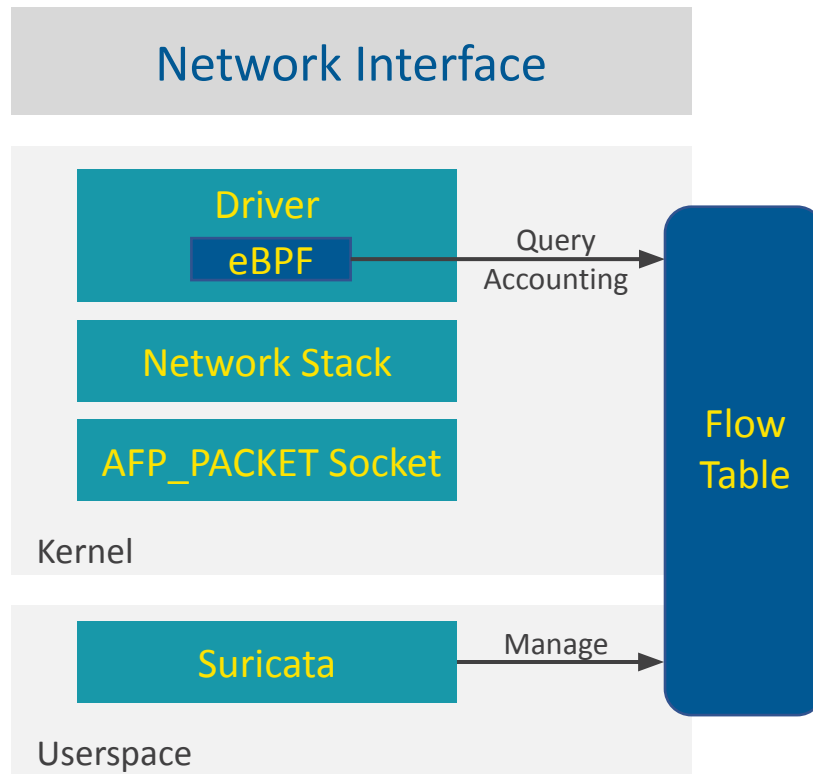 Network Interface
Driver
eBPF
Query
Accounting
Network Stack
AFP_PACKET Socket
Kernel
Flow
Table
Suricata
Manage
Userspace